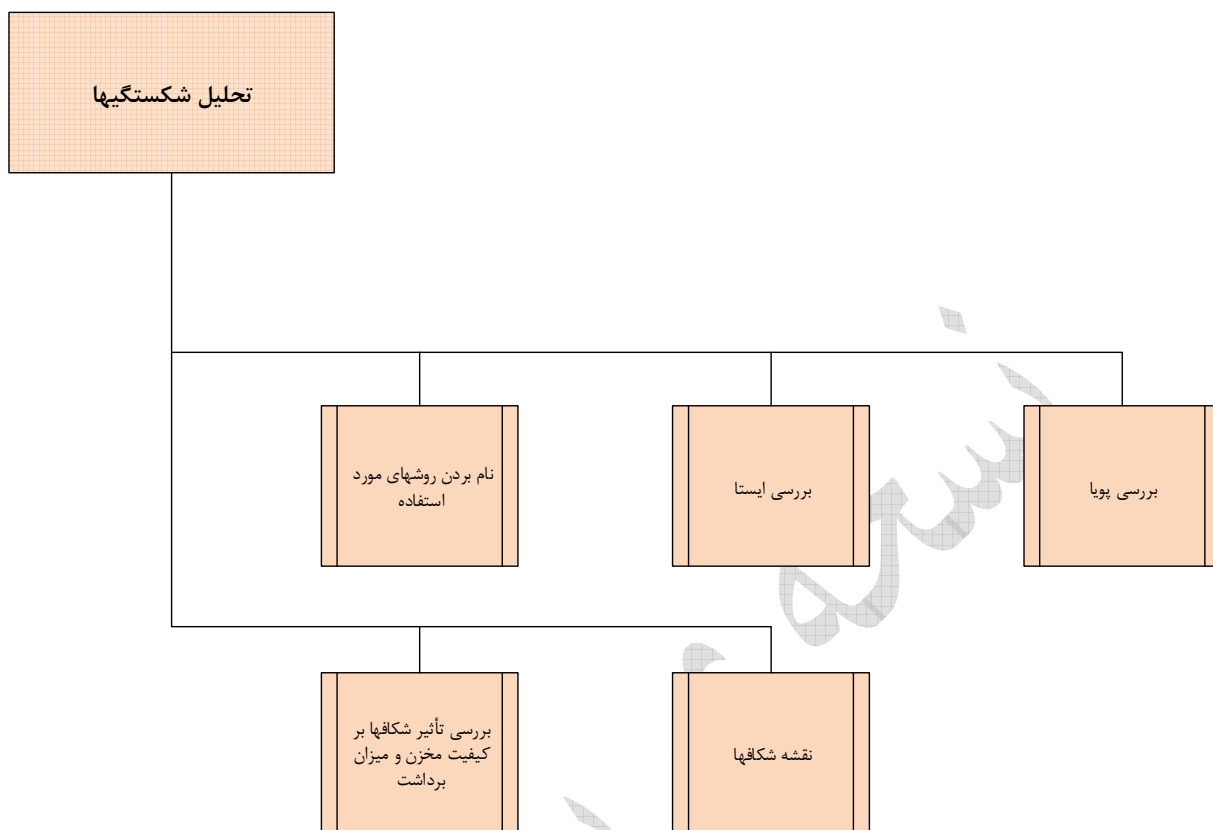 تحلیل شکستگیها
نام بردن روشهای مورد
استفاده
بررسی ایستا
بررسی پویا
بررسی تأثیر شکافها بر
کیفیت مخزن و میزان
برداشت
نقشه شکافها